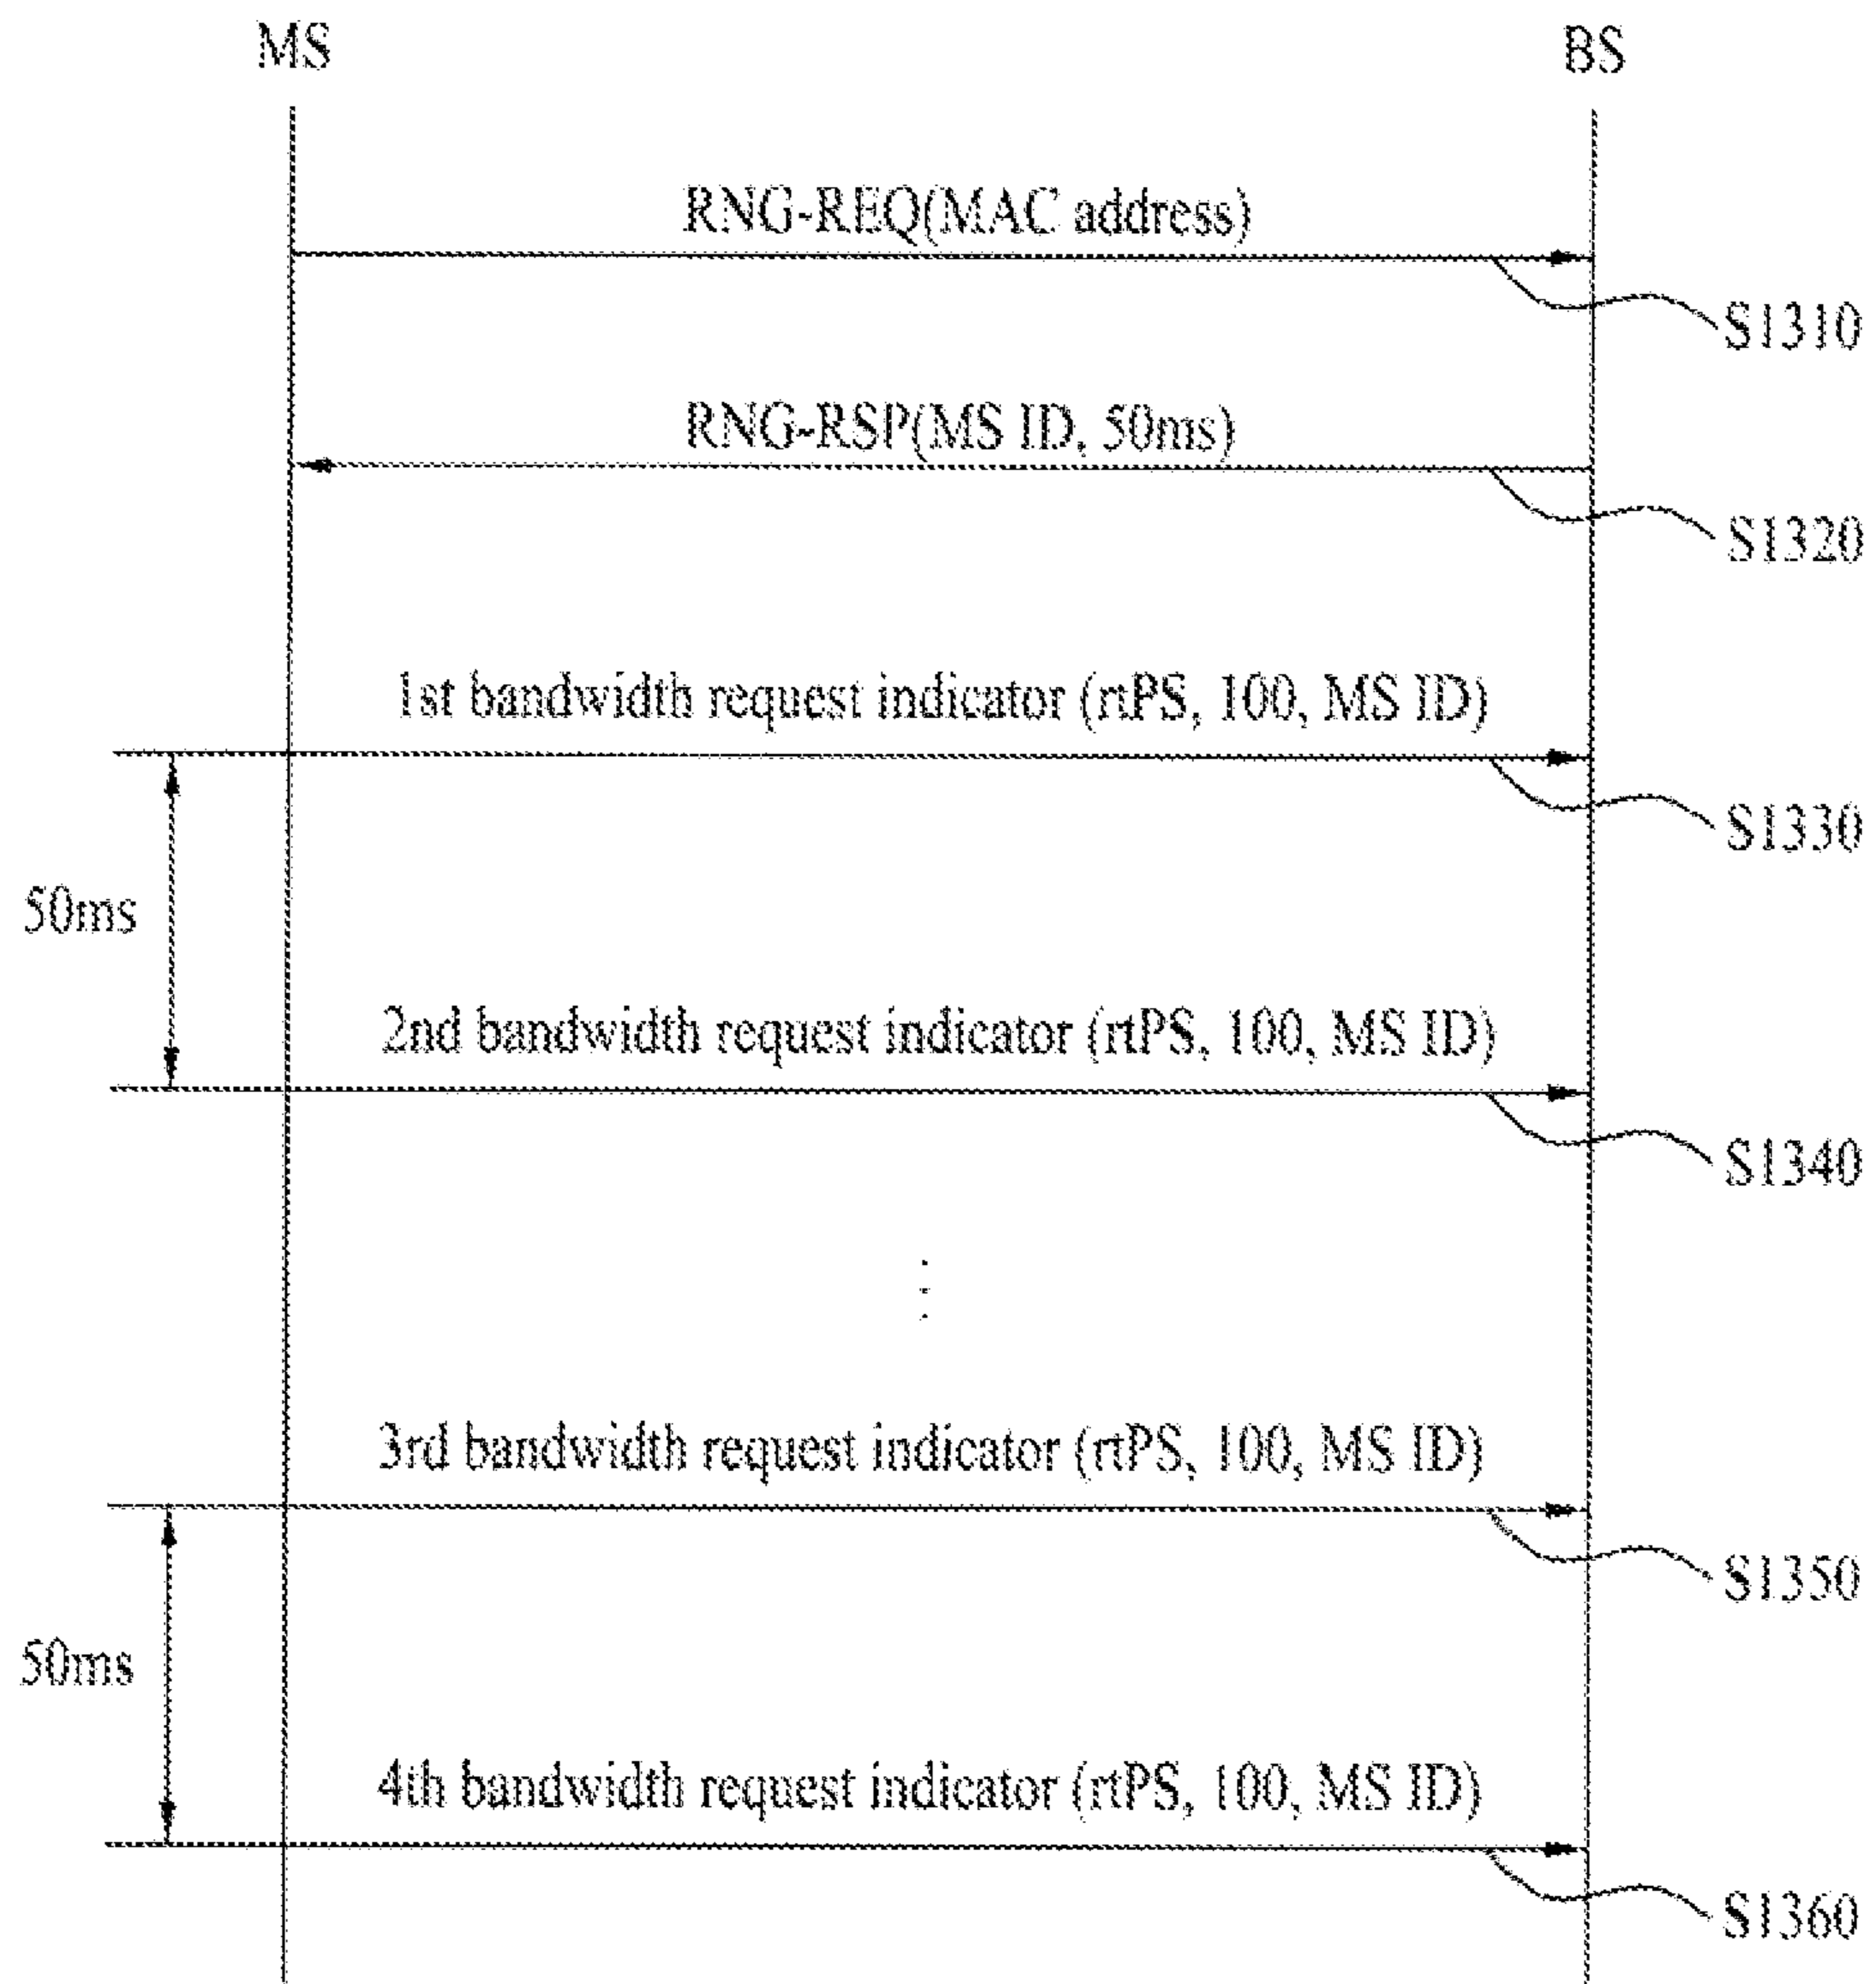 MS
BS
RNG-REQ(MAC address)
S1310
RNG-RSP(MS ID, 50ms)
S1320
1st bandwidth request indicator (rtPS, 100, MS ID)
S1330
50ms
2nd bandwidth request indicator (rtPS, 100, MS ID)
S1340
3rd bandwidth request indicator (rtPS, 100, MS ID)
S1350
50ms
4th bandwidth request indicator (rtPS, 100, MS ID)
S1360